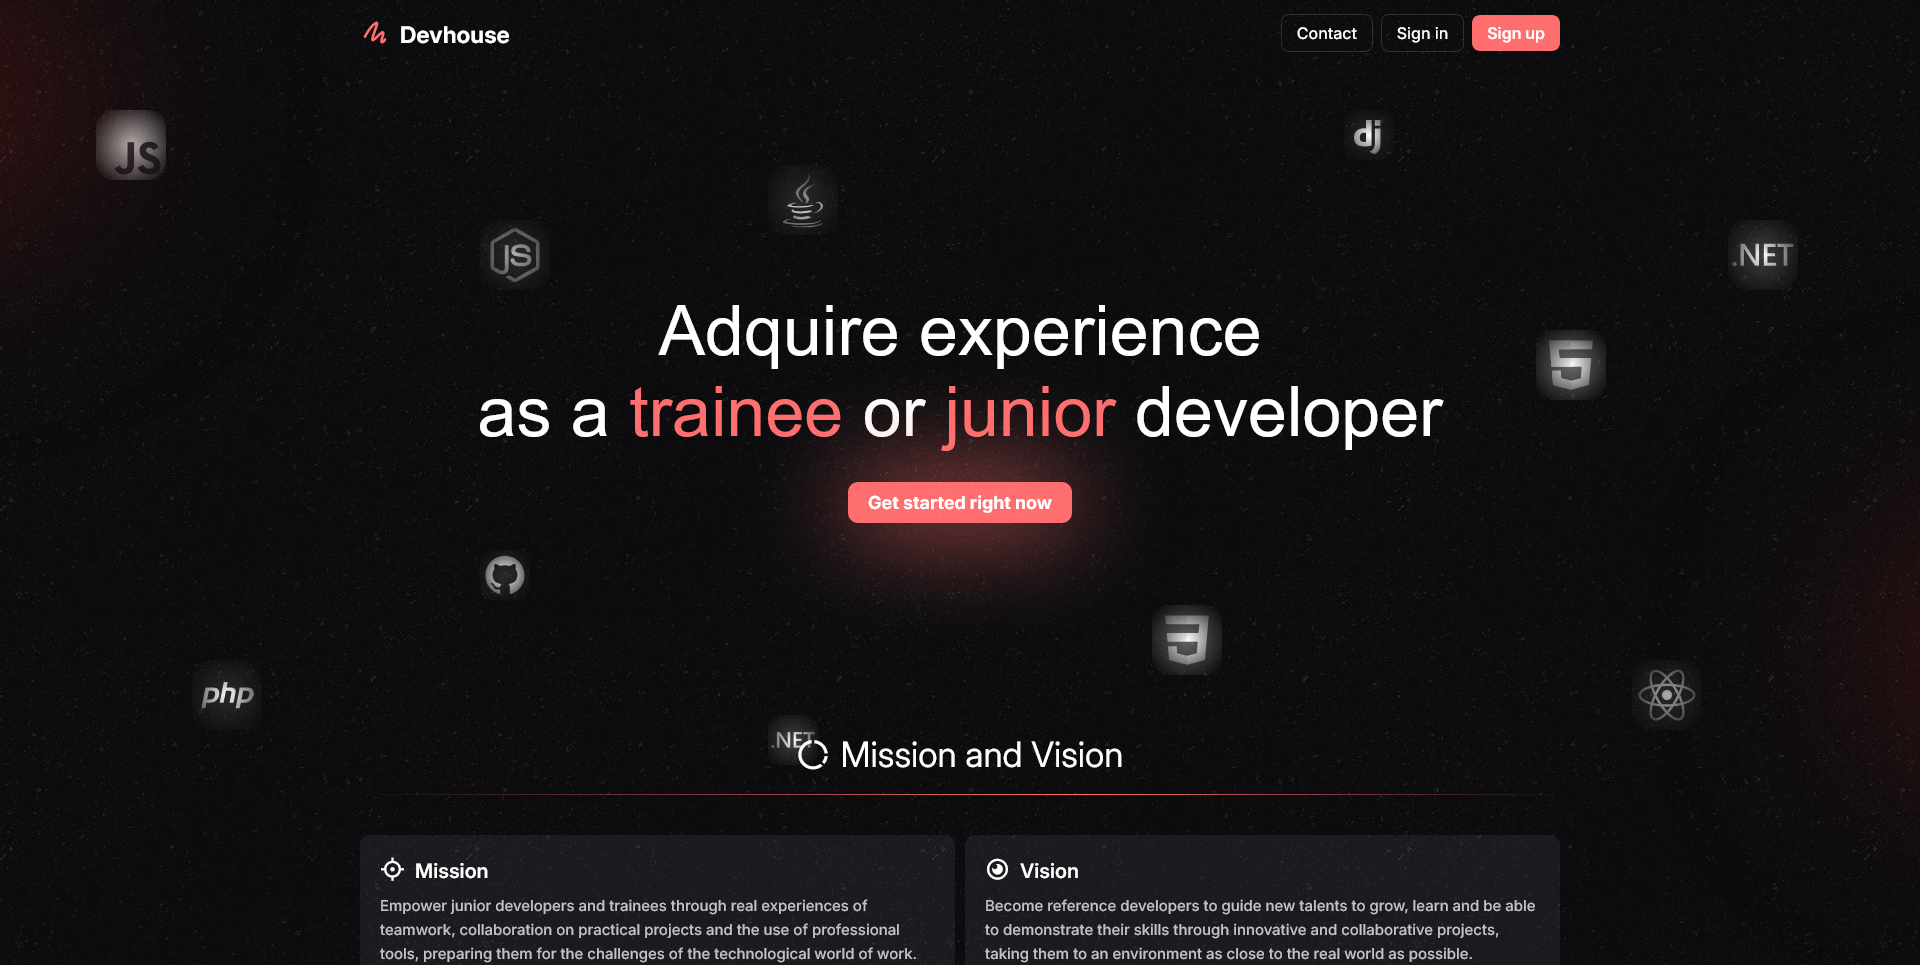 Devhouse
Contact
Sign in
Sign up
JS
dj
JS
.NET
5
Adquire experience
as a trainee or junior developer
Get started right now
3
php
.NET
Mission and Vision
Mission
Empower junior developers and trainees through real experiences of
teamwork, collaboration on practical projects and the use of professional
tools, preparing them for the challenges of the technological world of work.
Vision
Become reference developers to guide new talents to grow, learn and be able
to demonstrate their skills through innovative and collaborative projects,
taking them to an environment as close to the real world as possible.